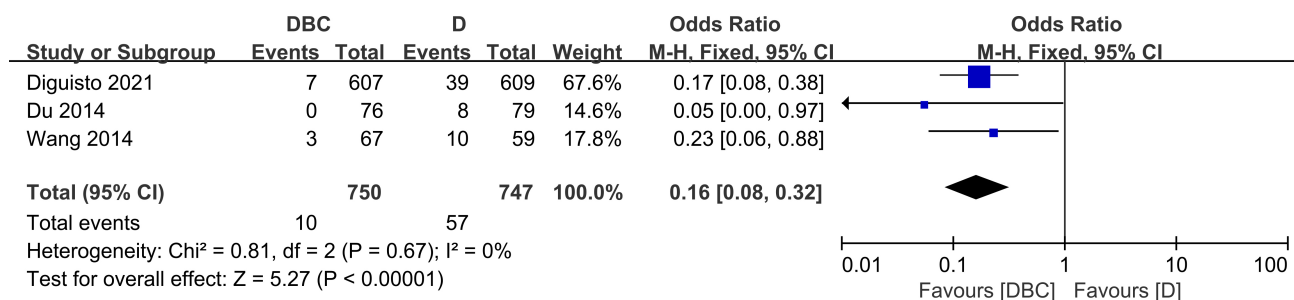 DBC D Odds Ratio Odds Ratio
Study or Subgroup Events Total Events Total Weight M-H, Fixed, 95% CI M-H, Fixed, 95% CI
Diguisto 2021 7 607 39 609 67.6% 0.17 [0.08, 0.38]
Du 2014 0 76 8 79 14.6% 0.05 [0.00, 0.97]
Wang 2014 3 67 10 59 17.8% 0.23 [0.06, 0.88]
Total (95% CI) 750 747 100.0% 0.16 [0.08, 0.32]
Total events 10 57
Heterogeneity: Chi² = 0.81, df = 2 (P = 0.67); I² = 0%
Test for overall effect: Z = 5.27 (P < 0.00001)
0.01 0.1 1 10 100
Favours [DBC] Favours [D]